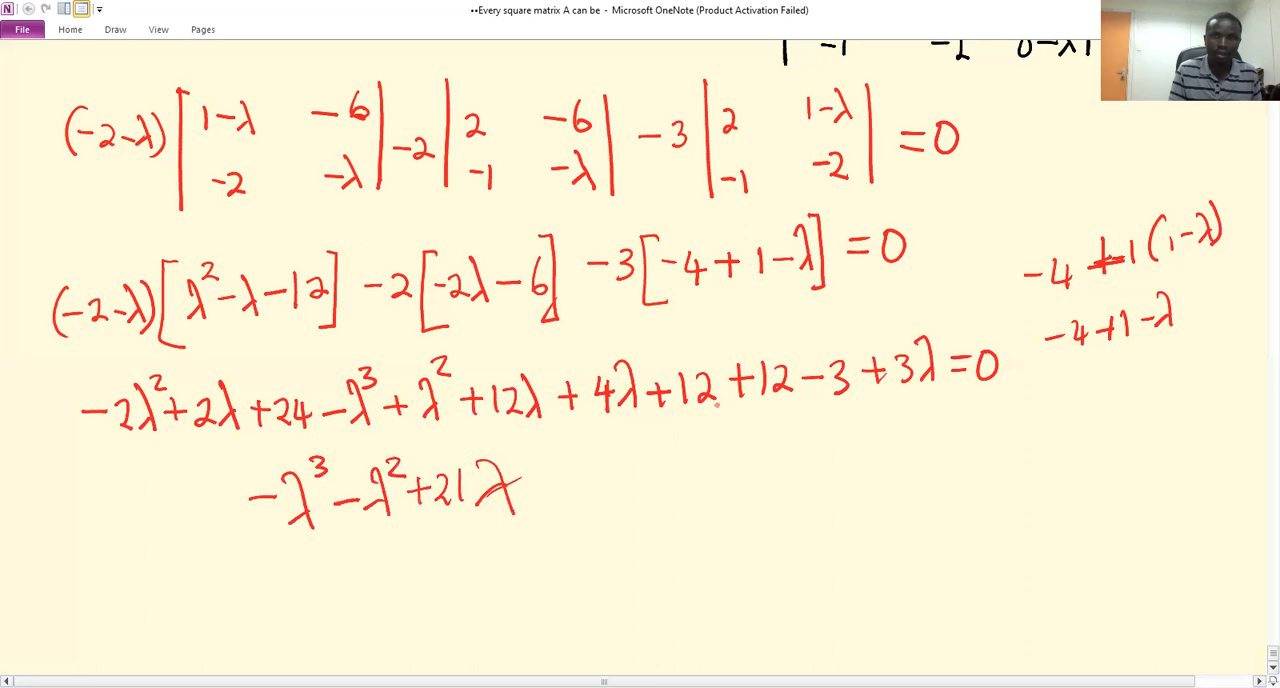 ••Every square matrix A can be - Microsoft OneNote (Product Activation Failed)
File Home Draw View Pages
-1 -2 0-λ|
(-2-λ) | 1-λ -6 | -2 | 2 -6 | -3 | 2 1-λ | =0
| -2 -λ | | -1 -λ | | -1 -2 |
(-2-λ)[λ²-λ-12] -2[-2λ-6] -3[-4+1-λ] =0
-4 +1(1-λ)
-4+1-λ
-2λ²+2λ+24-λ³+λ²+12λ+4λ+12+12-3+3λ=0
-λ³-λ²+21λ